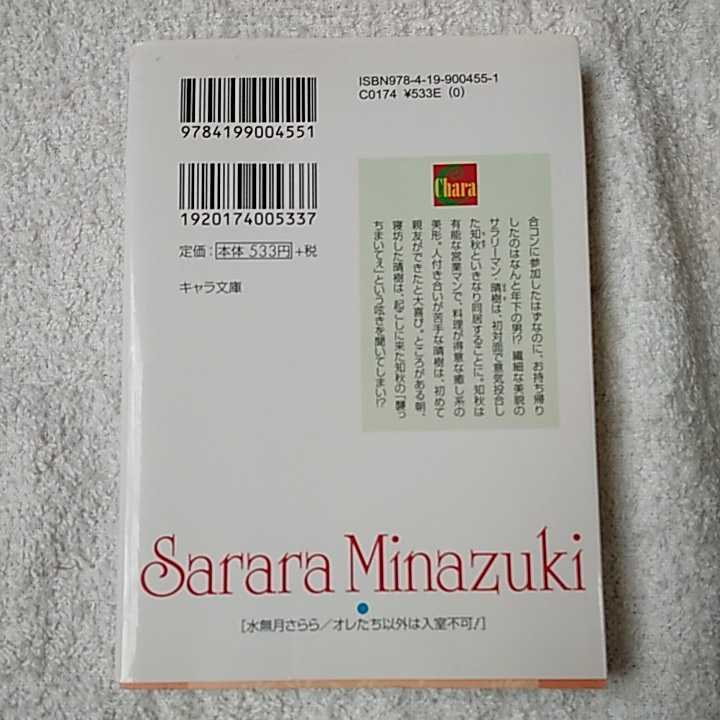 ISBN978-4-19-900455-1
C0174 ¥533E (0)
9784199004551
1920174005337
定価：本体 533円 +税
キャラ文庫
Chara
合コンに参加したはずなのに、お持ち帰り
したのはなんと年下の男!? 繊細な美貌の
サラリーマン・晴樹は、初対面で意気投合し
た知秋といきなり同居することに。知秋は
有能な営業マンで、料理が得意な癒し系の
美形。人付き合いが苦手な晴樹は、初めて
親友ができたと大喜び。ところがある朝、
寝坊した晴樹は、起こしに来た知秋の「襲っ
ちまいてぇ」という呟きを聞いてしまい!?
Sarara Minazuki
[水無月さらら／オレたち以外は入室不可！]